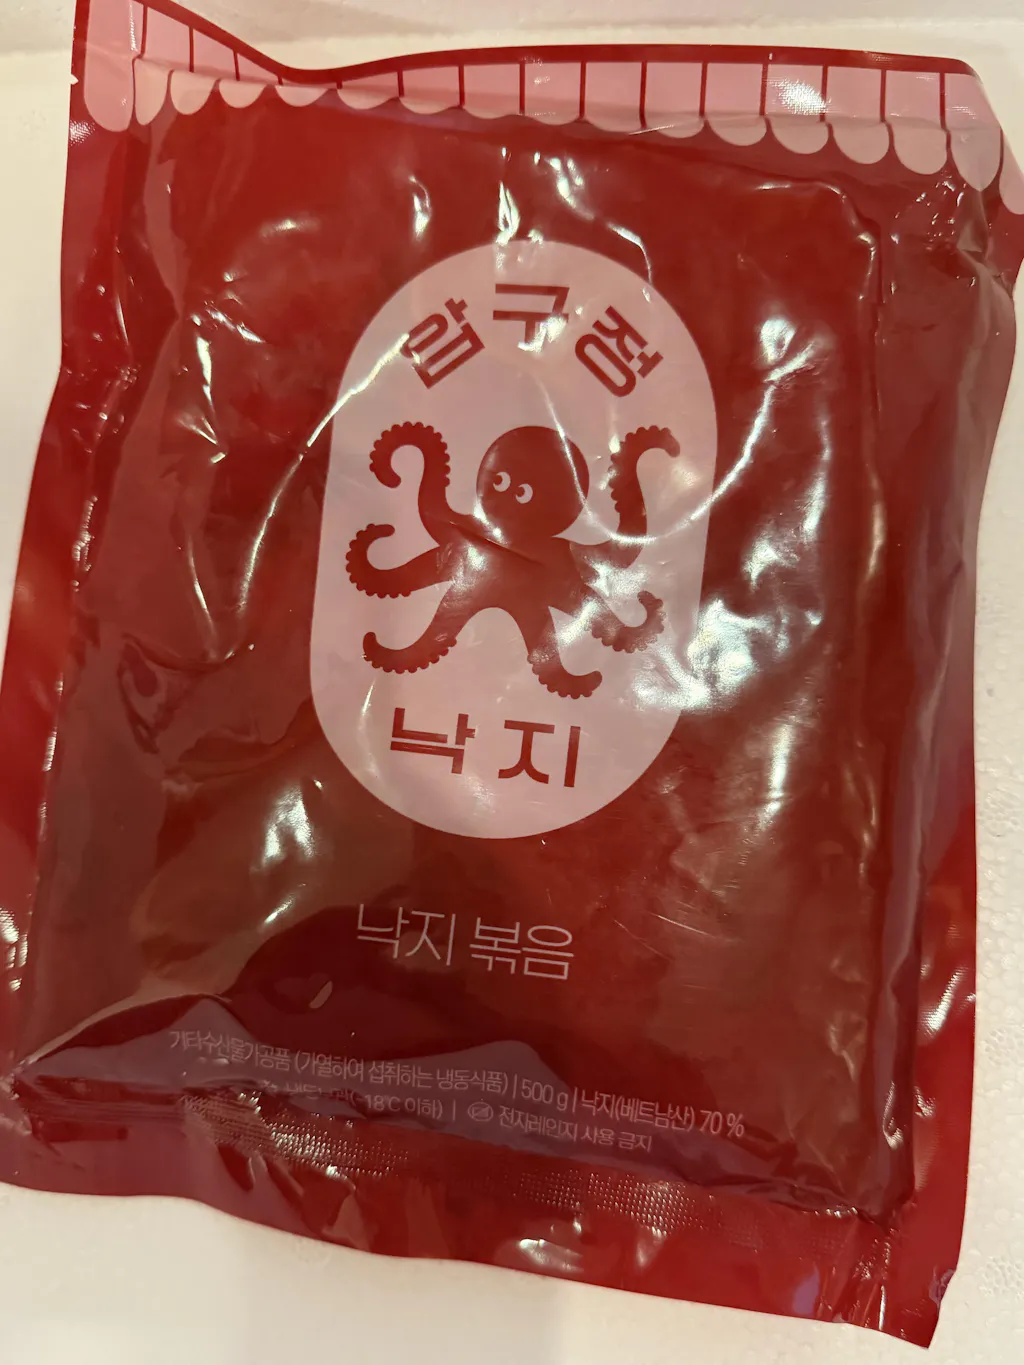 압구정
낙지
낙지 볶음
기타수산물가공품 (가열하여 섭취하는 냉동식품) | 500 g | 낙지(베트남산) 70 %
(-18℃ 이하) | 전자레인지 사용 금지